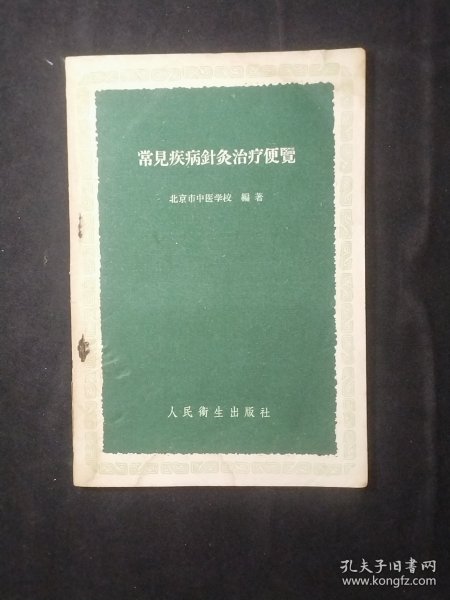 常見疾病針灸治疗便覽
北京市中医学校 編著
人民衛生出版社
孔夫子旧书网
www.kongfz.com